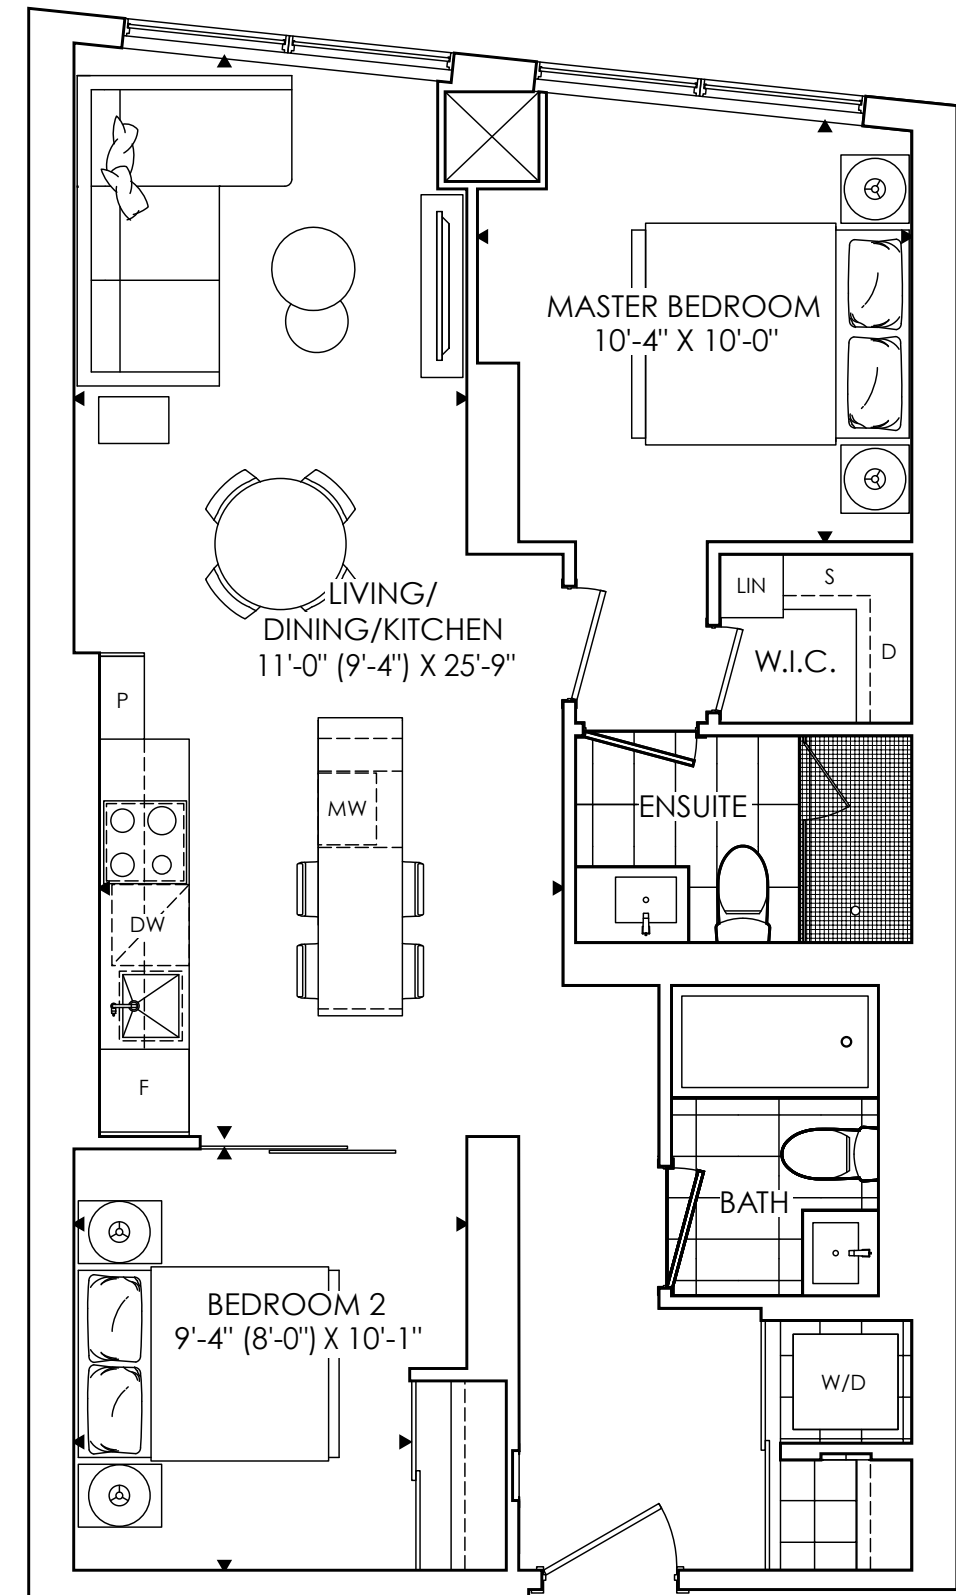 MASTER BEDROOM
10'-4" X 10'-0"
LIN
S
D
W.I.C.
LIVING/
DINING/KITCHEN
11'-0" (9'-4") X 25'-9"
P
MW
ENSUITE
DW
F
BATH
BEDROOM 2
9'-4" (8'-0") X 10'-1"
W/D